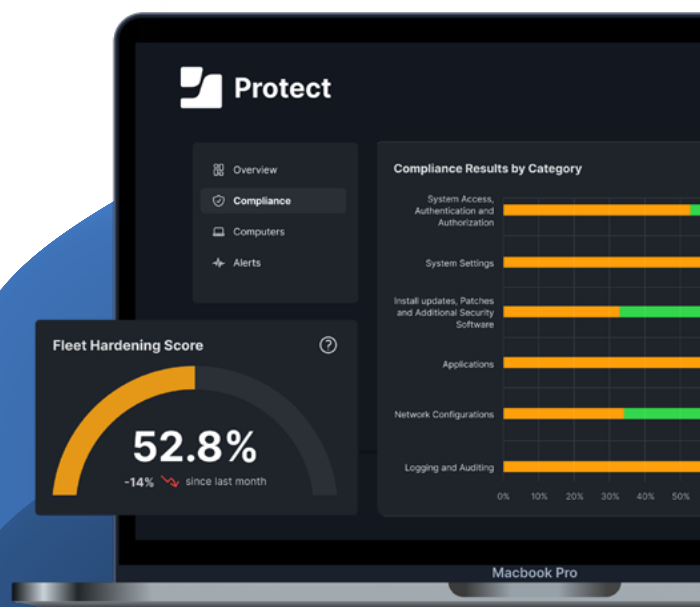 Protect
Overview
Compliance
Computers
Alerts
Fleet Hardening Score
?
52.8%
-14% since last month
Compliance Results by Category
System Access,
Authentication and
Authorization
System Settings
Install updates, Patches
and Additional Security
Software
Applications
Network Configurations
Logging and Auditing
0% 10% 20% 30% 40% 50%
Macbook Pro